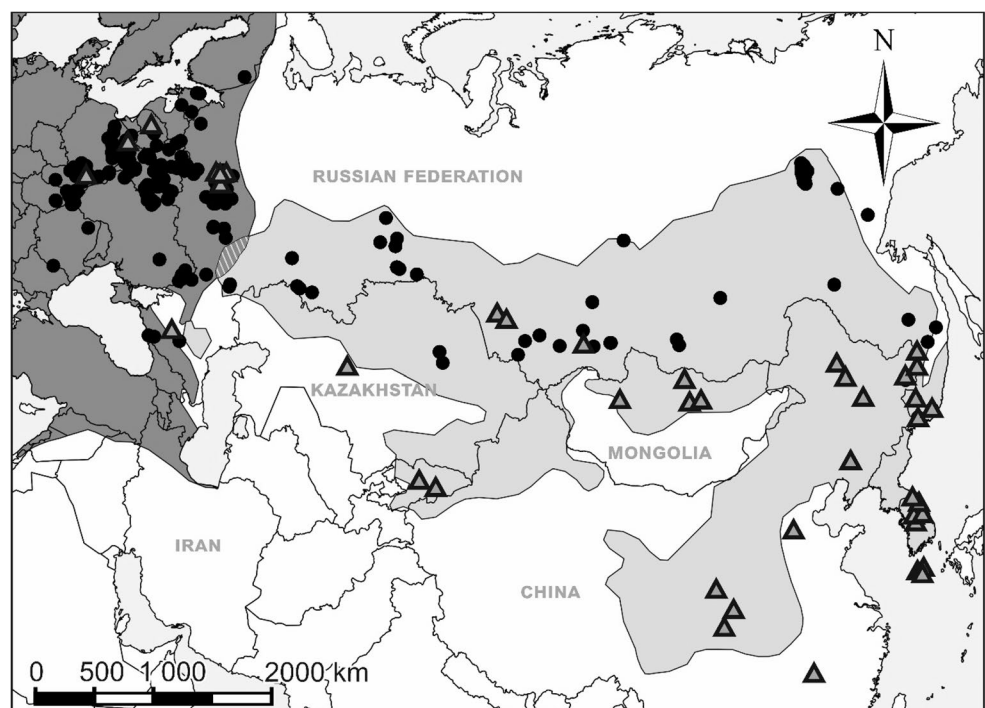 N
RUSSIAN FEDERATION
KAZAKHSTAN
MONGOLIA
IRAN
CHINA
0 500 1 000 2000 km